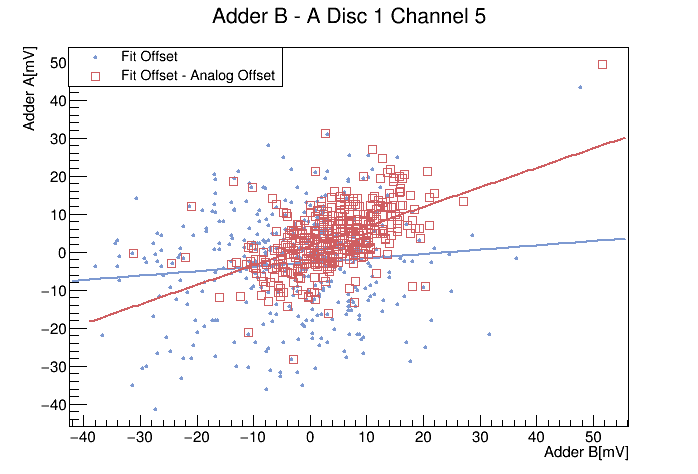 Adder B - A Disc 1 Channel 5
Adder A[mV]
Fit Offset
Fit Offset - Analog Offset
50
40
30
20
10
0
−10
−20
−30
−40
−40 −30 −20 −10 0 10 20 30 40 50
Adder B[mV]